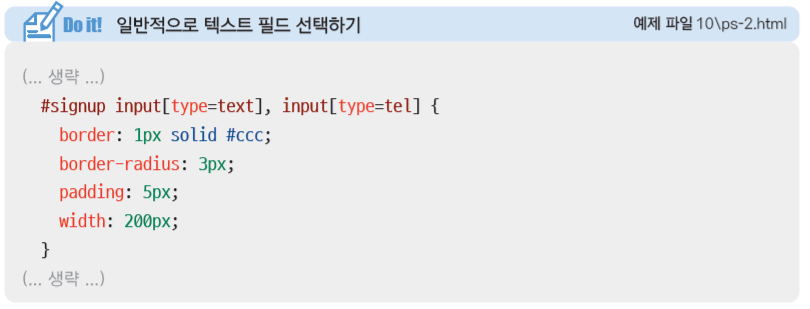 Do it! 일반적으로 텍스트 필드 선택하기 예제 파일 10\ps-2.html
(... 생략 ...)
#signup input[type=text], input[type=tel] {
border: 1px solid #ccc;
border-radius: 3px;
padding: 5px;
width: 200px;
}
(... 생략 ...)